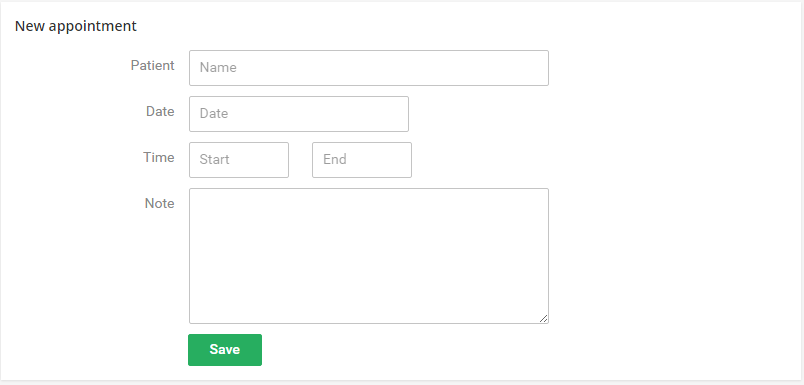 New appointment
Patient Name
Date Date
Time Start End
Note
Save